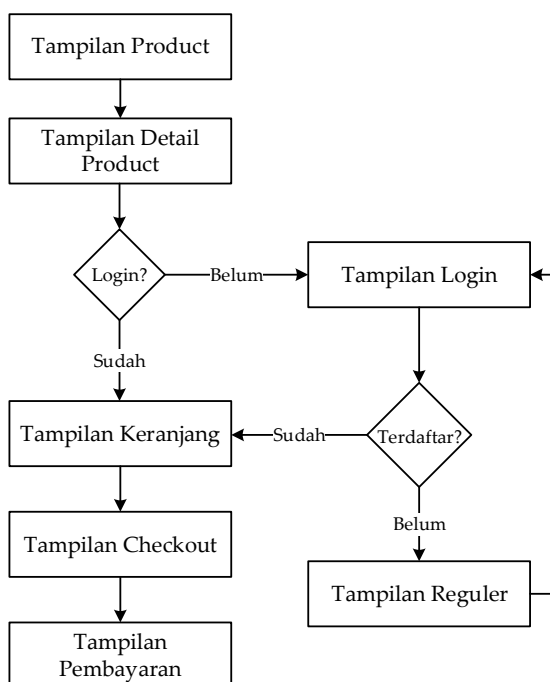 Tampilan Product
Tampilan Detail
Product
Login?
Belum
Tampilan Login
Sudah
Tampilan Keranjang
Sudah
Terdaftar?
Belum
Tampilan Checkout
Tampilan Reguler
Tampilan
Pembayaran